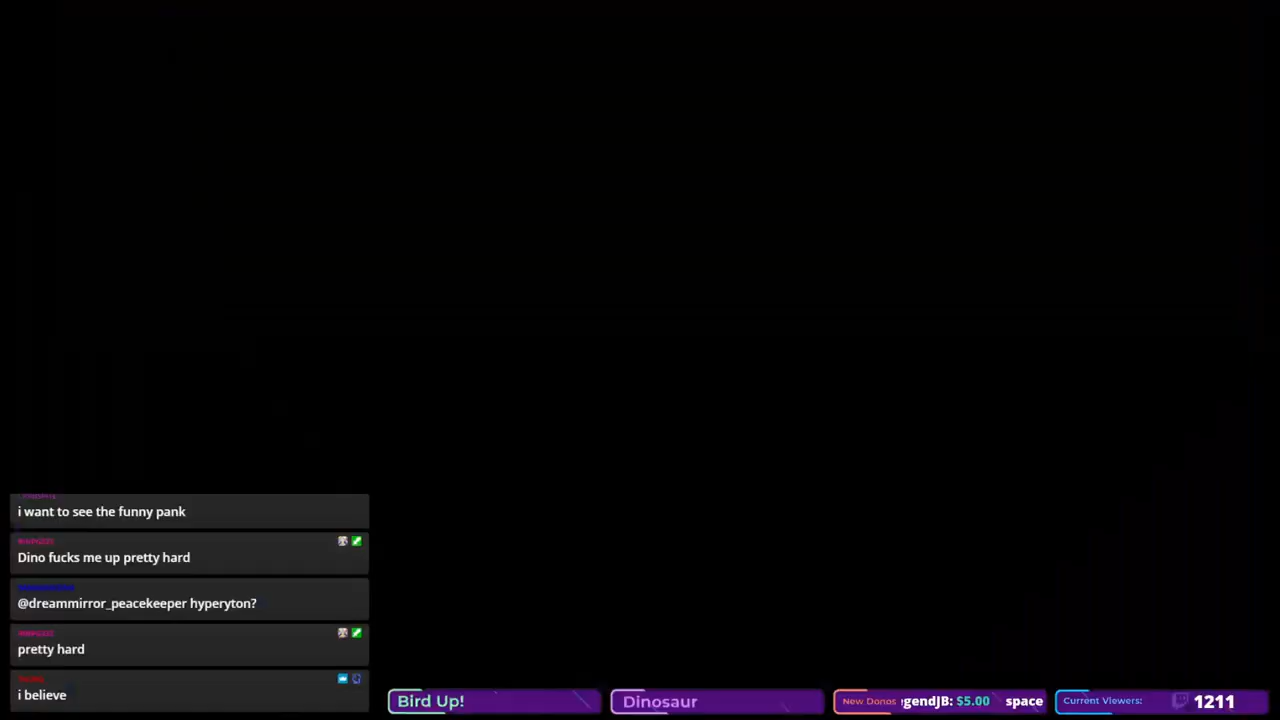 i want to see the funny pank
Dino fucks me up pretty hard
@dreammirror_peacekeeper hyperyton?
pretty hard
i believe
Bird Up!
Dinosaur
New Donos gendJB: $5.00 space
Current Viewers: 1211